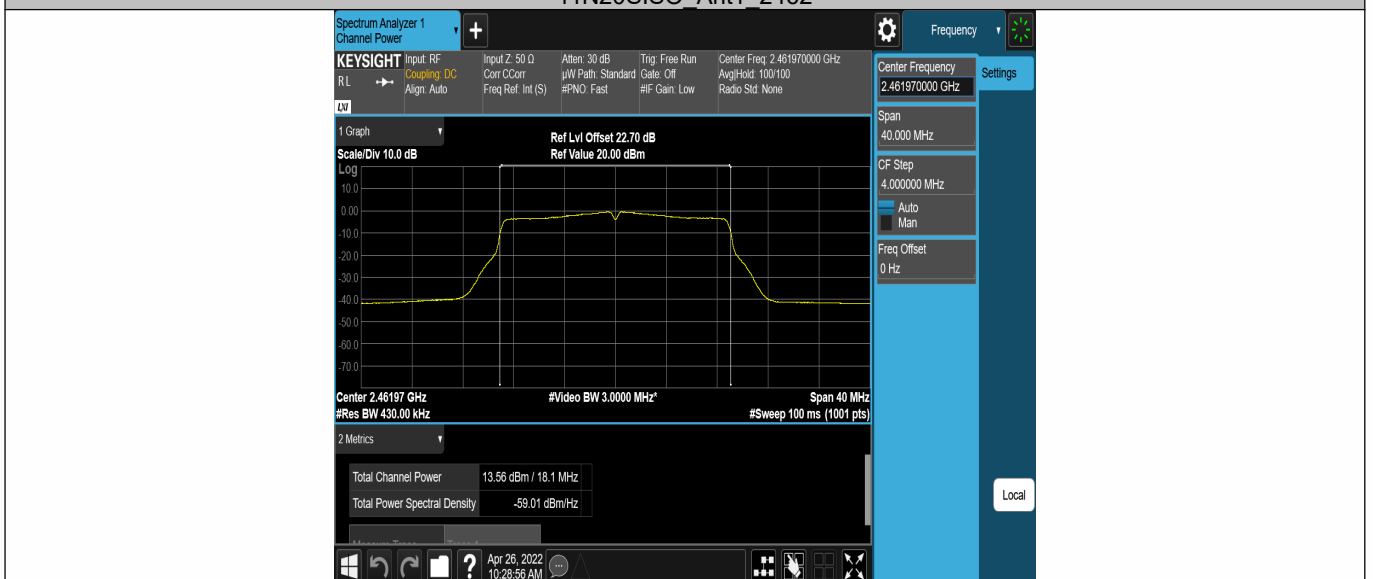 Spectrum Analyzer 1
Channel Power
Frequency
KEYSIGHT
R L
LXI
Input: RF
Coupling: DC
Align: Auto
Input Z: 50 Ω
Corr CCorr
Freq Ref: Int (S)
Atten: 30 dB
µW Path: Standard
#PNO: Fast
Trig: Free Run
Gate: Off
#IF Gain: Low
Center Freq: 2.461970000 GHz
Avg|Hold: 100/100
Radio Std: None
Center Frequency
2.461970000 GHz
Settings
Span
40.000 MHz
CF Step
4.000000 MHz
Auto
Man
Freq Offset
0 Hz
Local
1 Graph
Scale/Div 10.0 dB
Ref Lvl Offset 22.70 dB
Ref Value 20.00 dBm
Log
10.0
0.00
-10.0
-20.0
-30.0
-40.0
-50.0
-60.0
-70.0
Center 2.46197 GHz
#Video BW 3.0000 MHz*
Span 40 MHz
#Res BW 430.00 kHz
#Sweep 100 ms (1001 pts)
2 Metrics
Total Channel Power 13.56 dBm / 18.1 MHz
Total Power Spectral Density -59.01 dBm/Hz
?
Apr 26, 2022
10:28:56 AM